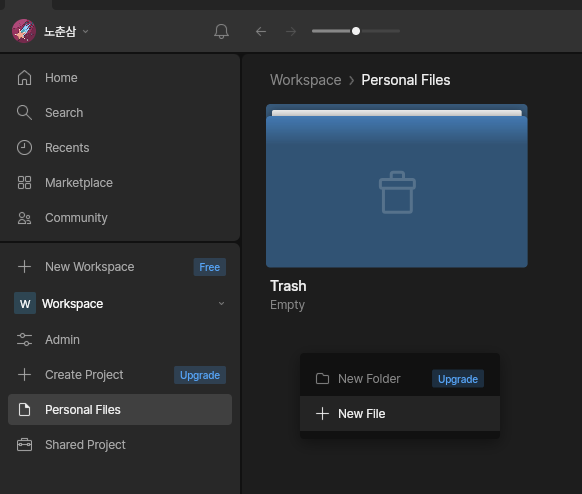 노춘삼
Home
Search
Recents
Marketplace
Community
New Workspace Free
W Workspace
Admin
Create Project Upgrade
Personal Files
Shared Project
Workspace > Personal Files
Trash
Empty
New Folder Upgrade
New File